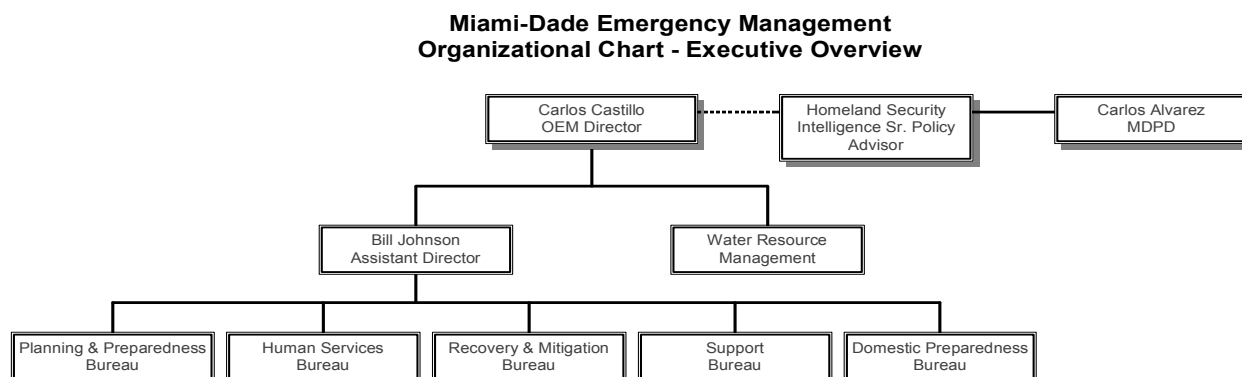 Miami-Dade Emergency Management
Organizational Chart - Executive Overview
Carlos Castillo
OEM Director
Homeland Security
Intelligence Sr. Policy
Advisor
Carlos Alvarez
MDPD
Bill Johnson
Assistant Director
Water Resource
Management
Planning & Preparedness
Bureau
Human Services
Bureau
Recovery & Mitigation
Bureau
Support
Bureau
Domestic Preparedness
Bureau